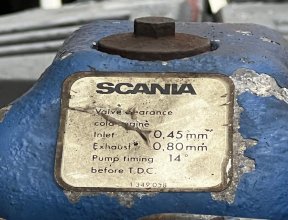 SCANIA
Valve clearance
cold engine
Inlet 0,45 mm
Exhaust 0,80 mm
Pump timing 14°
before T.D.C.
1 349 058